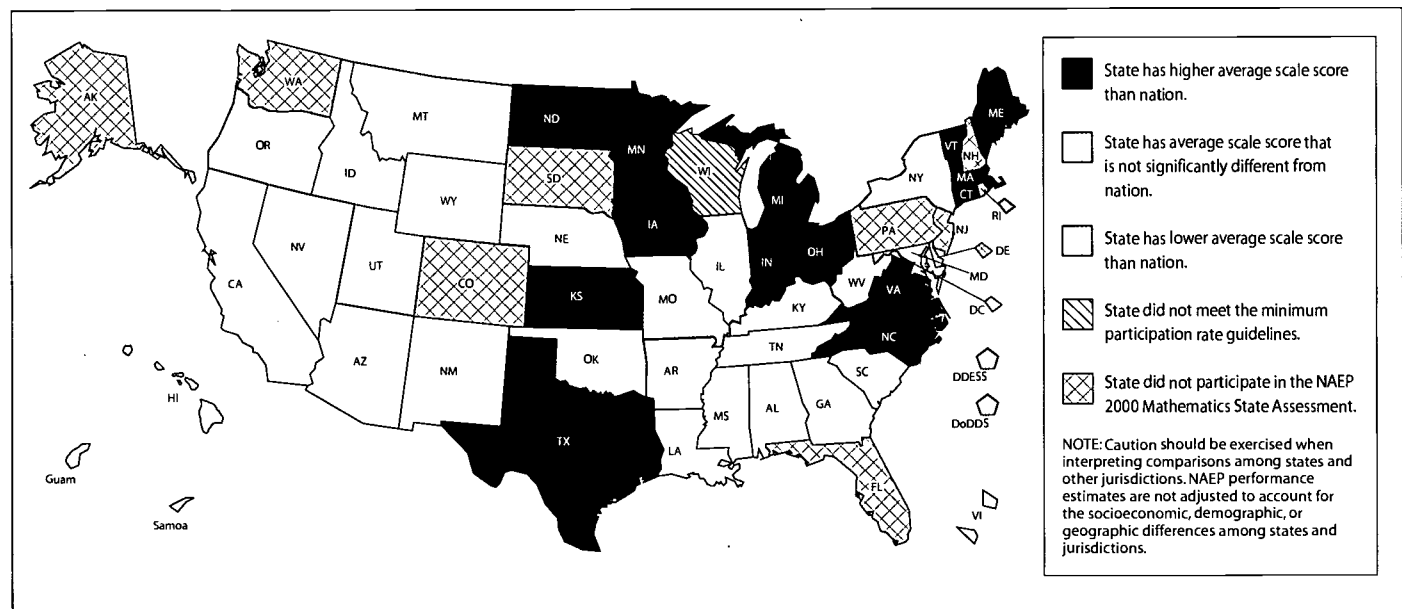 AK
WA
OR
CA
NV
ID
MT
WY
UT
AZ
CO
NM
ND
SD
NE
KS
OK
TX
MN
IA
MO
AR
LA
WI
IL
MI
IN
OH
KY
TN
MS
AL
GA
FL
SC
NC
VA
WV
PA
NY
VT
NH
ME
MA
CT
RI
NJ
DE
MD
DC
DDESS
DoDDS
VI
HI
Guam
Samoa
State has higher average scale score
than nation.
State has average scale score that
is not significantly different from
nation.
State has lower average scale score
than nation.
State did not meet the minimum
participation rate guidelines.
State did not participate in the NAEP
2000 Mathematics State Assessment.
NOTE: Caution should be exercised when
interpreting comparisons among states and
other jurisdictions. NAEP performance
estimates are not adjusted to account for
the socioeconomic, demographic, or
geographic differences among states and
jurisdictions.